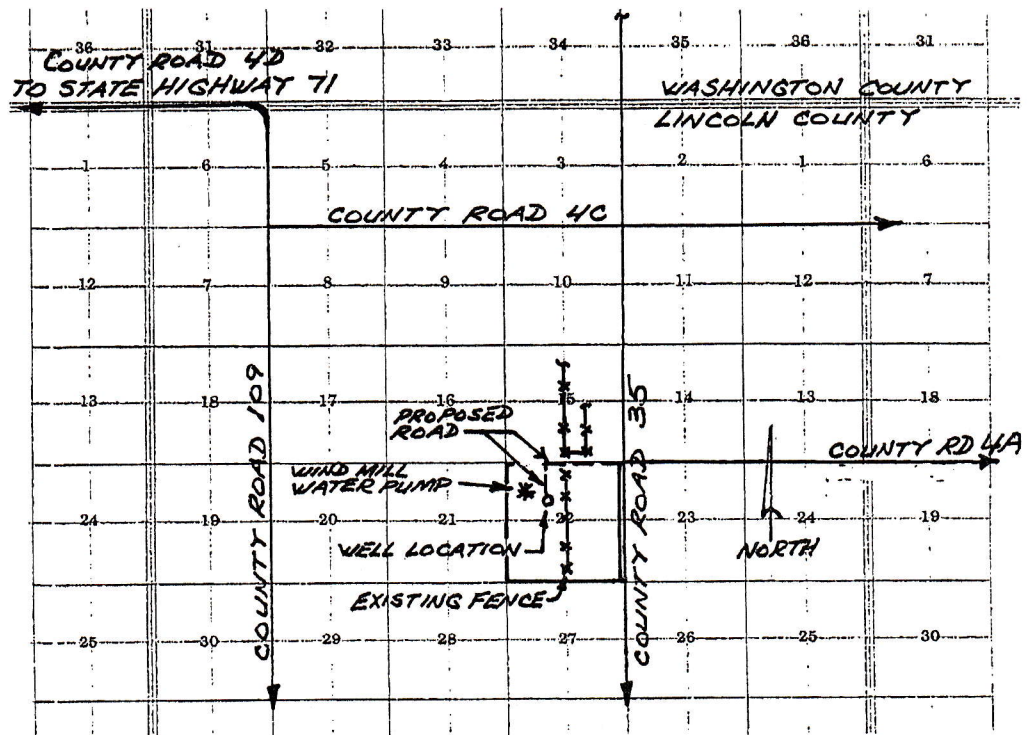 36 31 32 33 34 35 36 31
COUNTY ROAD 4D
TO STATE HIGHWAY 71
WASHINGTON COUNTY
LINCOLN COUNTY
1 6 5 4 3 2 1 6
COUNTY ROAD 4C
12 7 8 9 10 11 12 7
13 18 17 16 15 14 13 18
COUNTY ROAD 109
COUNTY ROAD 35
PROPOSED
ROAD
COUNTY RD 4A
WIND MILL
WATER PUMP
24 19 20 21 22 23 24 19
WELL LOCATION
NORTH
EXISTING FENCE
25 30 29 28 27 26 25 30